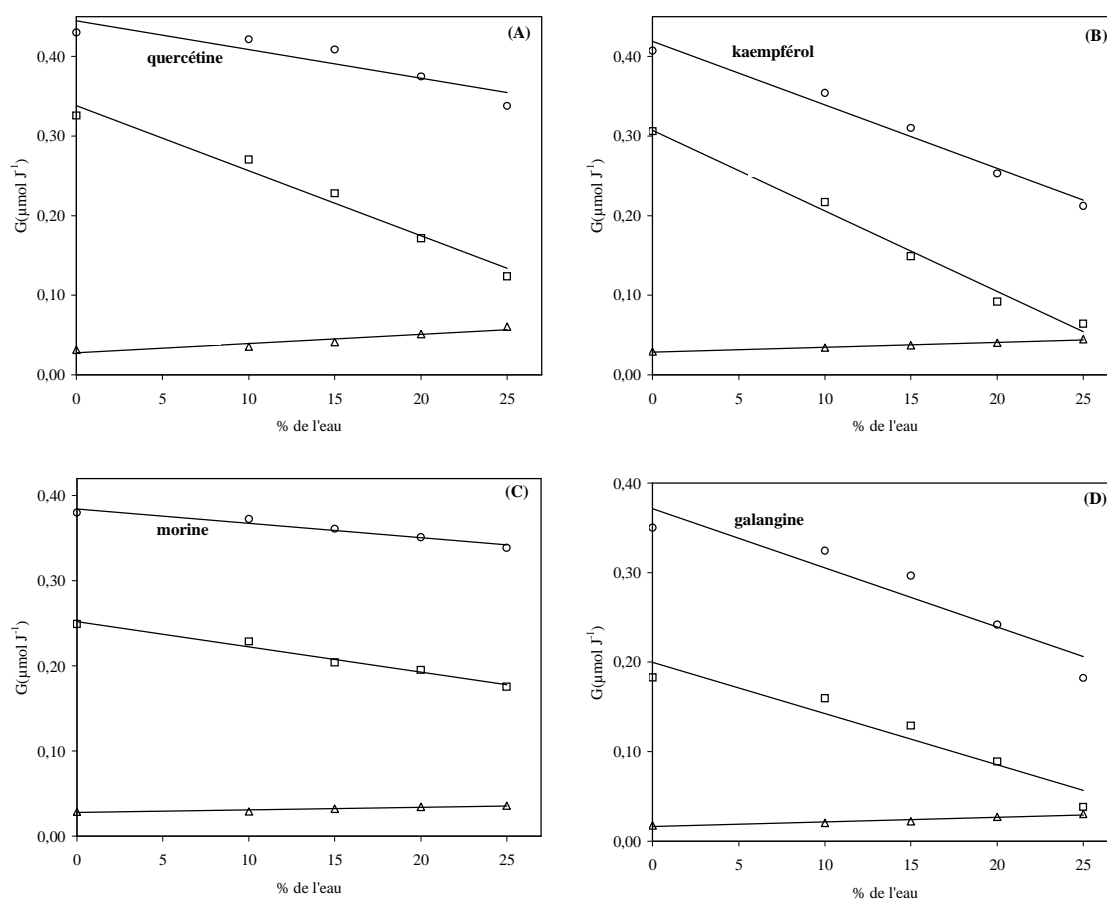 (A)
quercétine
0,40
0,30
0,20
0,10
0,00
G(µmol J⁻¹)
0 5 10 15 20 25
% de l'eau
(B)
kaempférol
0,40
0,30
0,20
0,10
0,00
G(µmol J⁻¹)
0 5 10 15 20 25
% de l'eau
(C)
morine
0,40
0,30
0,20
0,10
0,00
G(µmol J⁻¹)
0 5 10 15 20 25
% de l'eau
(D)
galangine
0,40
0,30
0,20
0,10
0,00
G(µmol J⁻¹)
0 5 10 15 20 25
% de l'eau